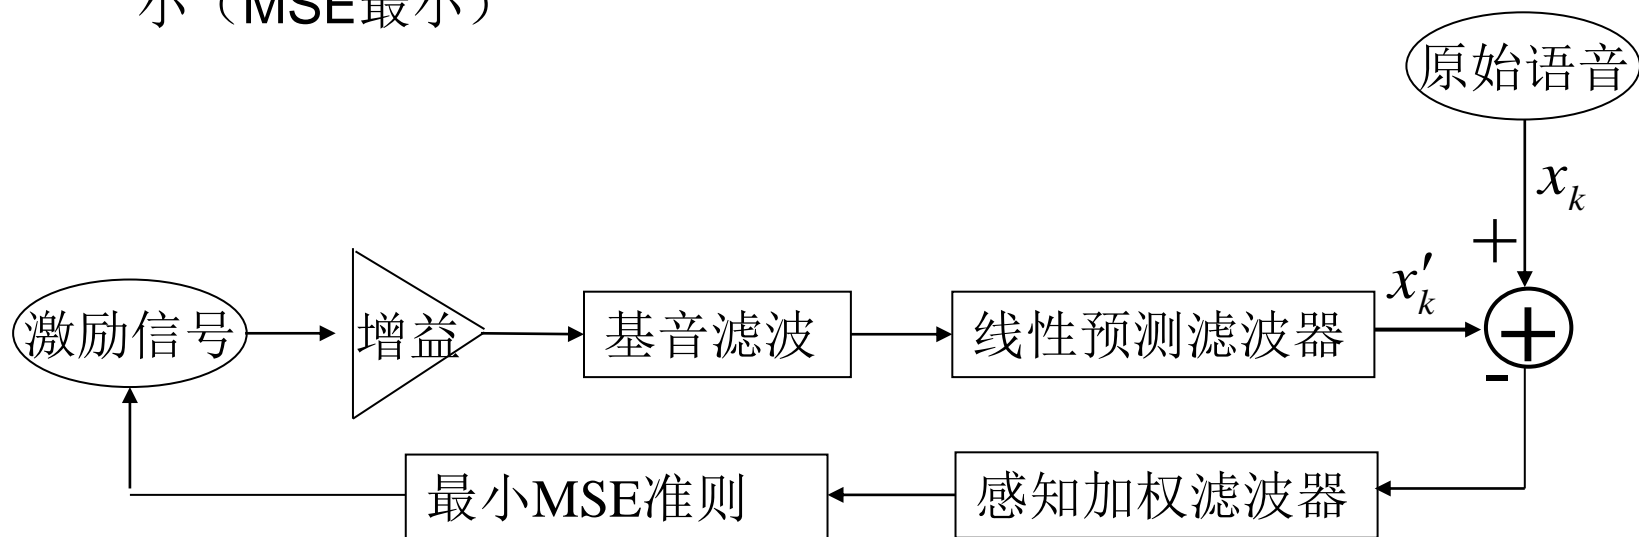 小（MSE最小）
原始语音
x_k
+
x'_k
激励信号
增益
基音滤波
线性预测滤波器
+
-
最小MSE准则
感知加权滤波器